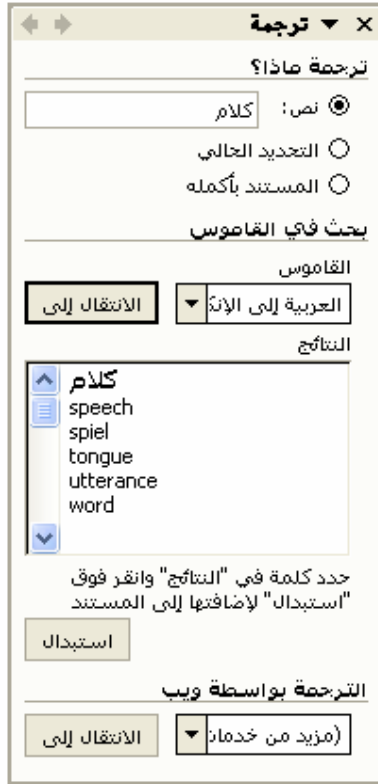 ترجمة
ترجمة ماذا؟
نص: كلام
التحديد الحالي
المستند بأكمله
بحث في القاموس
القاموس
العربية إلى الإنك الانتقال إلى
النتائج
كلام
speech
spiel
tongue
utterance
word
حدد كلمة في "النتائج" وانقر فوق
"استبدال" لإضافتها إلى المستند
استبدال
الترجمة بواسطة ويب
(مزيد من خدمات الانتقال إلى